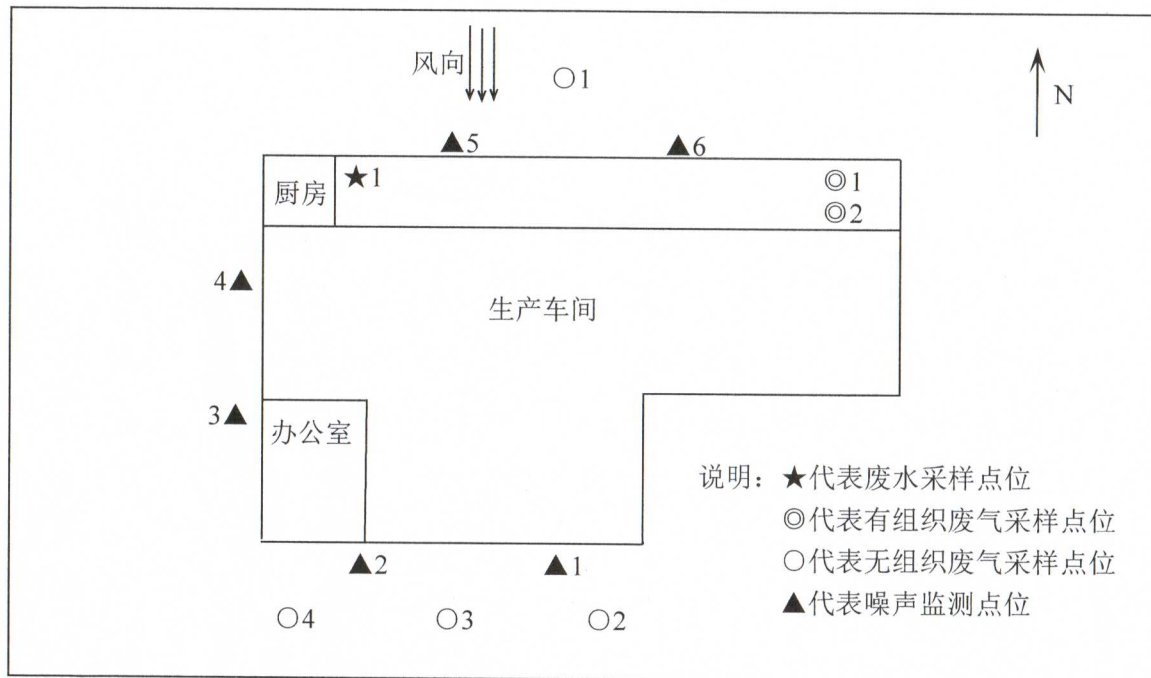 风向
○1
N
▲5
▲6
厨房
★1
◎1
◎2
4▲
生产车间
3▲
办公室
说明：★代表废水采样点位
◎代表有组织废气采样点位
○代表无组织废气采样点位
▲代表噪声监测点位
▲2
▲1
○4
○3
○2